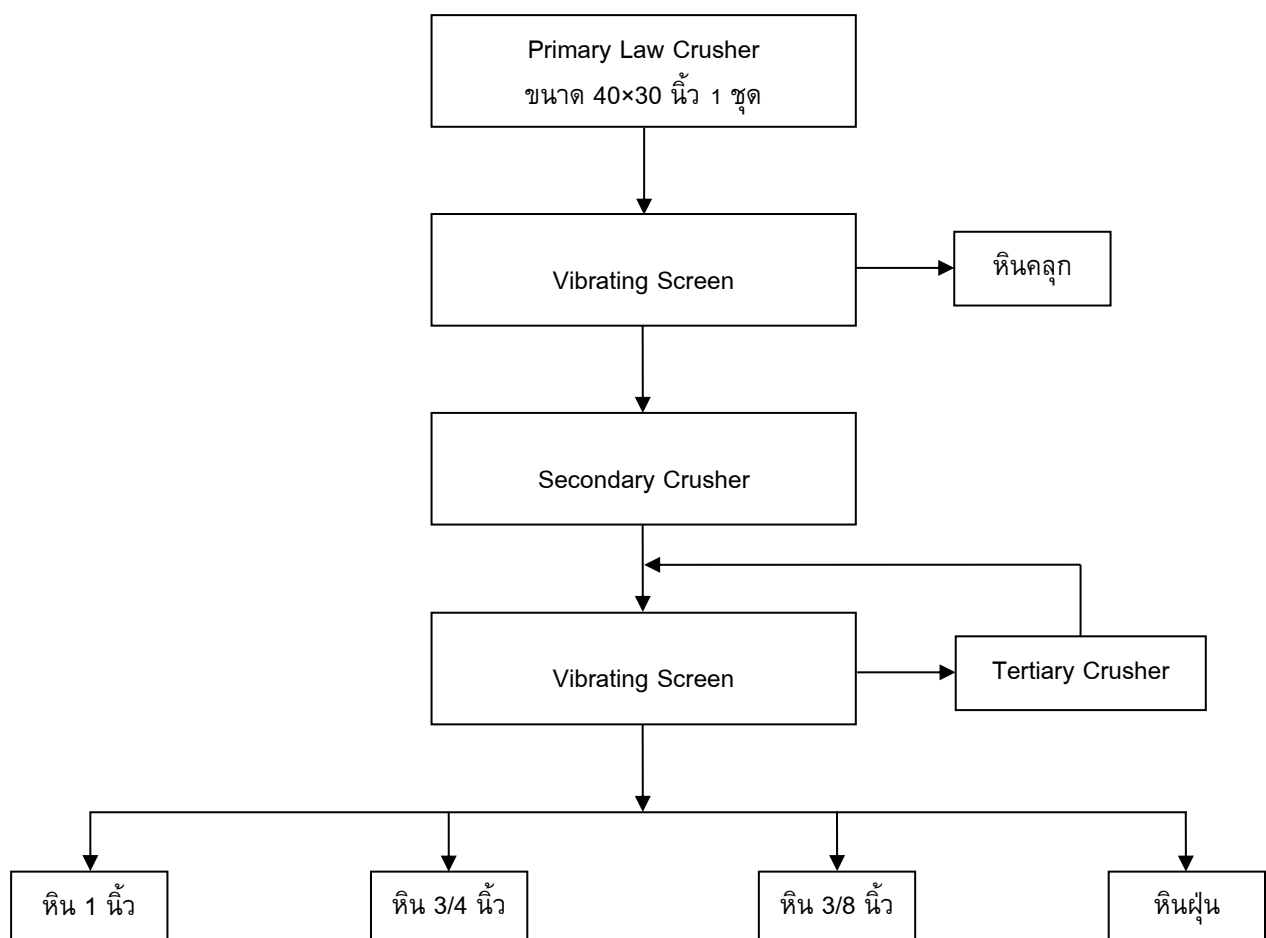 Primary Law Crusher
ขนาด 40×30 นิ้ว 1 ชุด
Vibrating Screen
หินคลุก
Secondary Crusher
Vibrating Screen
Tertiary Crusher
หิน 1 นิ้ว
หิน 3/4 นิ้ว
หิน 3/8 นิ้ว
หินฝุ่น